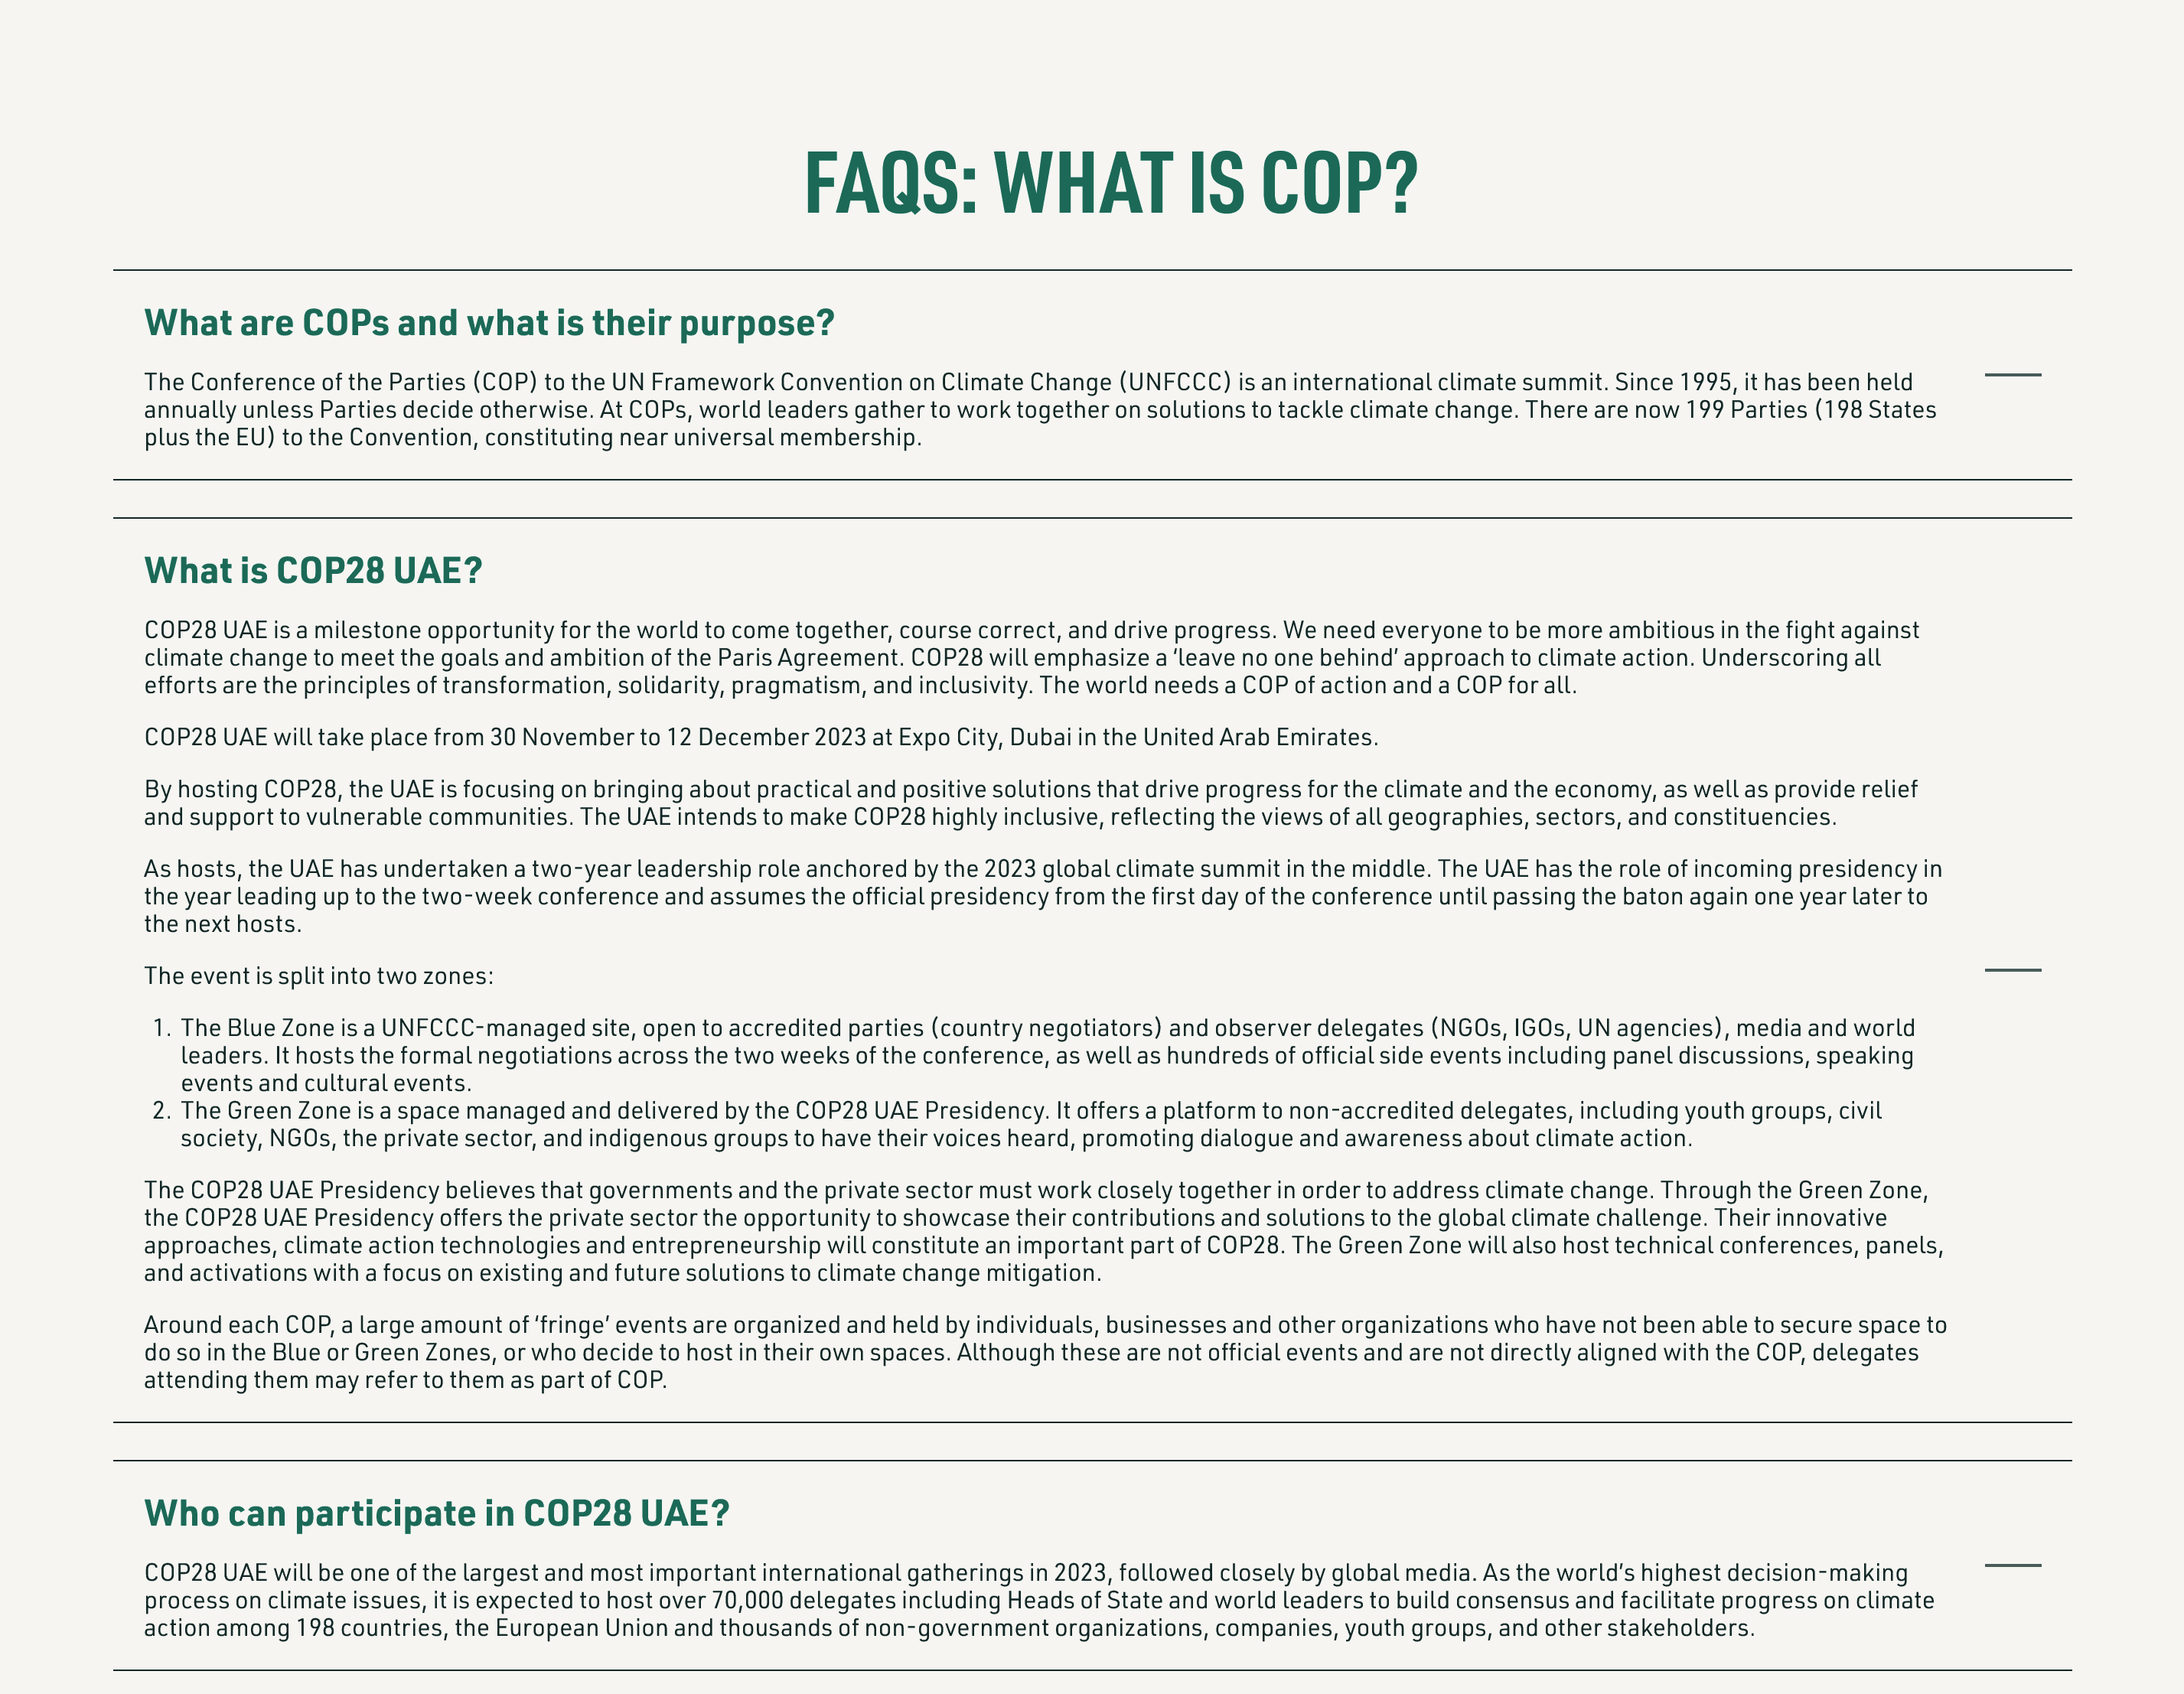 FAQS: WHAT IS COP?
What are COPs and what is their purpose?
The Conference of the Parties (COP) to the UN Framework Convention on Climate Change (UNFCCC) is an international climate summit. Since 1995, it has been held
annually unless Parties decide otherwise. At COPs, world leaders gather to work together on solutions to tackle climate change. There are now 199 Parties (198 States
plus the EU) to the Convention, constituting near universal membership.
What is COP28 UAE?
COP28 UAE is a milestone opportunity for the world to come together, course correct, and drive progress. We need everyone to be more ambitious in the fight against
climate change to meet the goals and ambition of the Paris Agreement. COP28 will emphasize a ‘leave no one behind’ approach to climate action. Underscoring all
efforts are the principles of transformation, solidarity, pragmatism, and inclusivity. The world needs a COP of action and a COP for all.
COP28 UAE will take place from 30 November to 12 December 2023 at Expo City, Dubai in the United Arab Emirates.
By hosting COP28, the UAE is focusing on bringing about practical and positive solutions that drive progress for the climate and the economy, as well as provide relief
and support to vulnerable communities. The UAE intends to make COP28 highly inclusive, reflecting the views of all geographies, sectors, and constituencies.
As hosts, the UAE has undertaken a two-year leadership role anchored by the 2023 global climate summit in the middle. The UAE has the role of incoming presidency in
the year leading up to the two-week conference and assumes the official presidency from the first day of the conference until passing the baton again one year later to
the next hosts.
The event is split into two zones:
1. The Blue Zone is a UNFCCC-managed site, open to accredited parties (country negotiators) and observer delegates (NGOs, IGOs, UN agencies), media and world
leaders. It hosts the formal negotiations across the two weeks of the conference, as well as hundreds of official side events including panel discussions, speaking
events and cultural events.
2. The Green Zone is a space managed and delivered by the COP28 UAE Presidency. It offers a platform to non-accredited delegates, including youth groups, civil
society, NGOs, the private sector, and indigenous groups to have their voices heard, promoting dialogue and awareness about climate action.
The COP28 UAE Presidency believes that governments and the private sector must work closely together in order to address climate change. Through the Green Zone,
the COP28 UAE Presidency offers the private sector the opportunity to showcase their contributions and solutions to the global climate challenge. Their innovative
approaches, climate action technologies and entrepreneurship will constitute an important part of COP28. The Green Zone will also host technical conferences, panels,
and activations with a focus on existing and future solutions to climate change mitigation.
Around each COP, a large amount of ‘fringe’ events are organized and held by individuals, businesses and other organizations who have not been able to secure space to
do so in the Blue or Green Zones, or who decide to host in their own spaces. Although these are not official events and are not directly aligned with the COP, delegates
attending them may refer to them as part of COP.
Who can participate in COP28 UAE?
COP28 UAE will be one of the largest and most important international gatherings in 2023, followed closely by global media. As the world’s highest decision-making
process on climate issues, it is expected to host over 70,000 delegates including Heads of State and world leaders to build consensus and facilitate progress on climate
action among 198 countries, the European Union and thousands of non-government organizations, companies, youth groups, and other stakeholders.